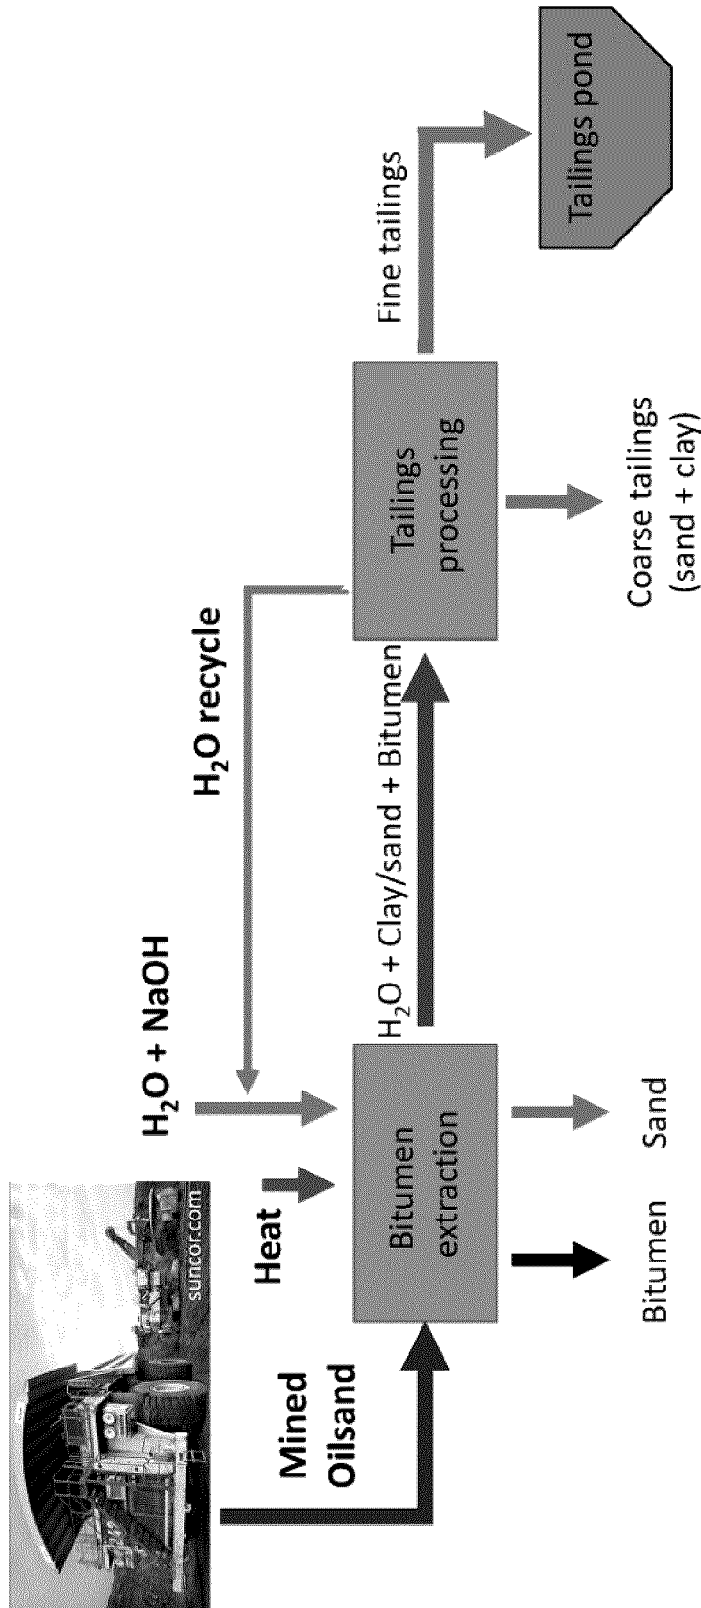 suncor.com
Mined
Oilsand
Heat
H₂O + NaOH
H₂O recycle
Bitumen
extraction
Bitumen
Sand
H₂O + Clay/sand + Bitumen
Tailings
processing
Coarse tailings
(sand + clay)
Fine tailings
Tailings pond